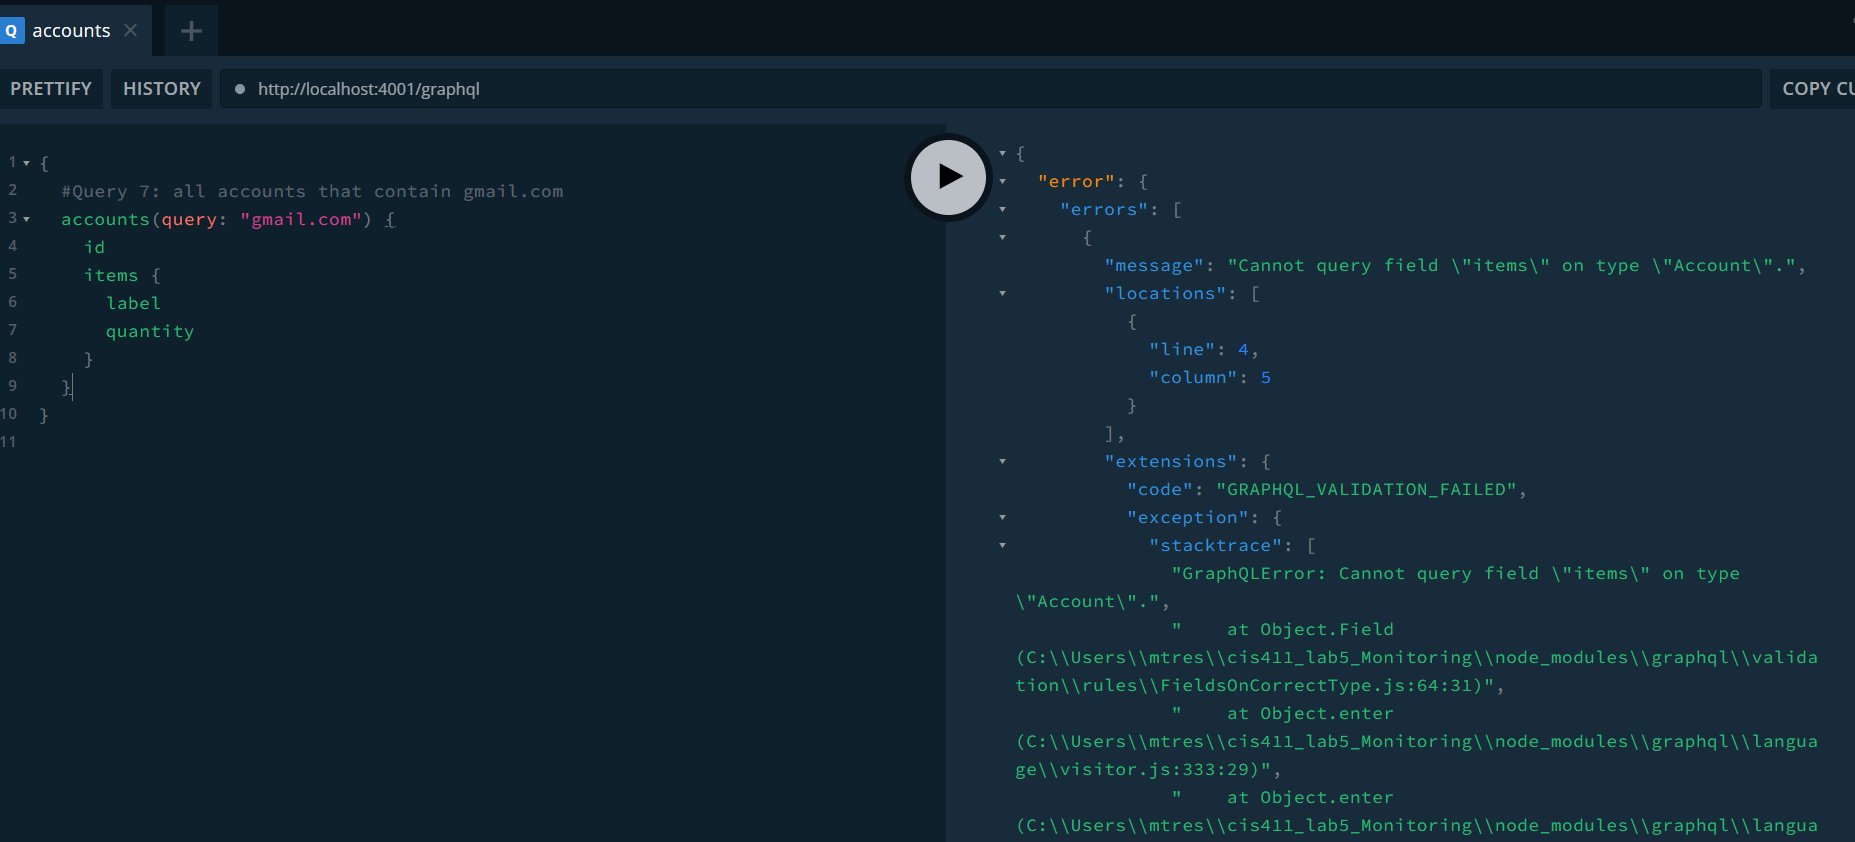 Q accounts × +
PRETTIFY HISTORY http://localhost:4001/graphql COPY CU
1 {
2 #Query 7: all accounts that contain gmail.com
3 accounts(query: "gmail.com") {
4 id
5 items {
6 label
7 quantity
8 }
9 }
10 }
11
{
"error": {
"errors": [
{
"message": "Cannot query field \"items\" on type \"Account\".",
"locations": [
{
"line": 4,
"column": 5
}
],
"extensions": {
"code": "GRAPHQL_VALIDATION_FAILED",
"exception": {
"stacktrace": [
"GraphQLError: Cannot query field \"items\" on type
\"Account\".",
"    at Object.Field
(C:\\Users\\mtres\\cis411_lab5_Monitoring\\node_modules\\graphql\\valida
tion\\rules\\FieldsOnCorrectType.js:64:31)",
"    at Object.enter
(C:\\Users\\mtres\\cis411_lab5_Monitoring\\node_modules\\graphql\\langua
ge\\visitor.js:333:29)",
"    at Object.enter
(C:\\Users\\mtres\\cis411_lab5_Monitoring\\node_modules\\graphql\\langua